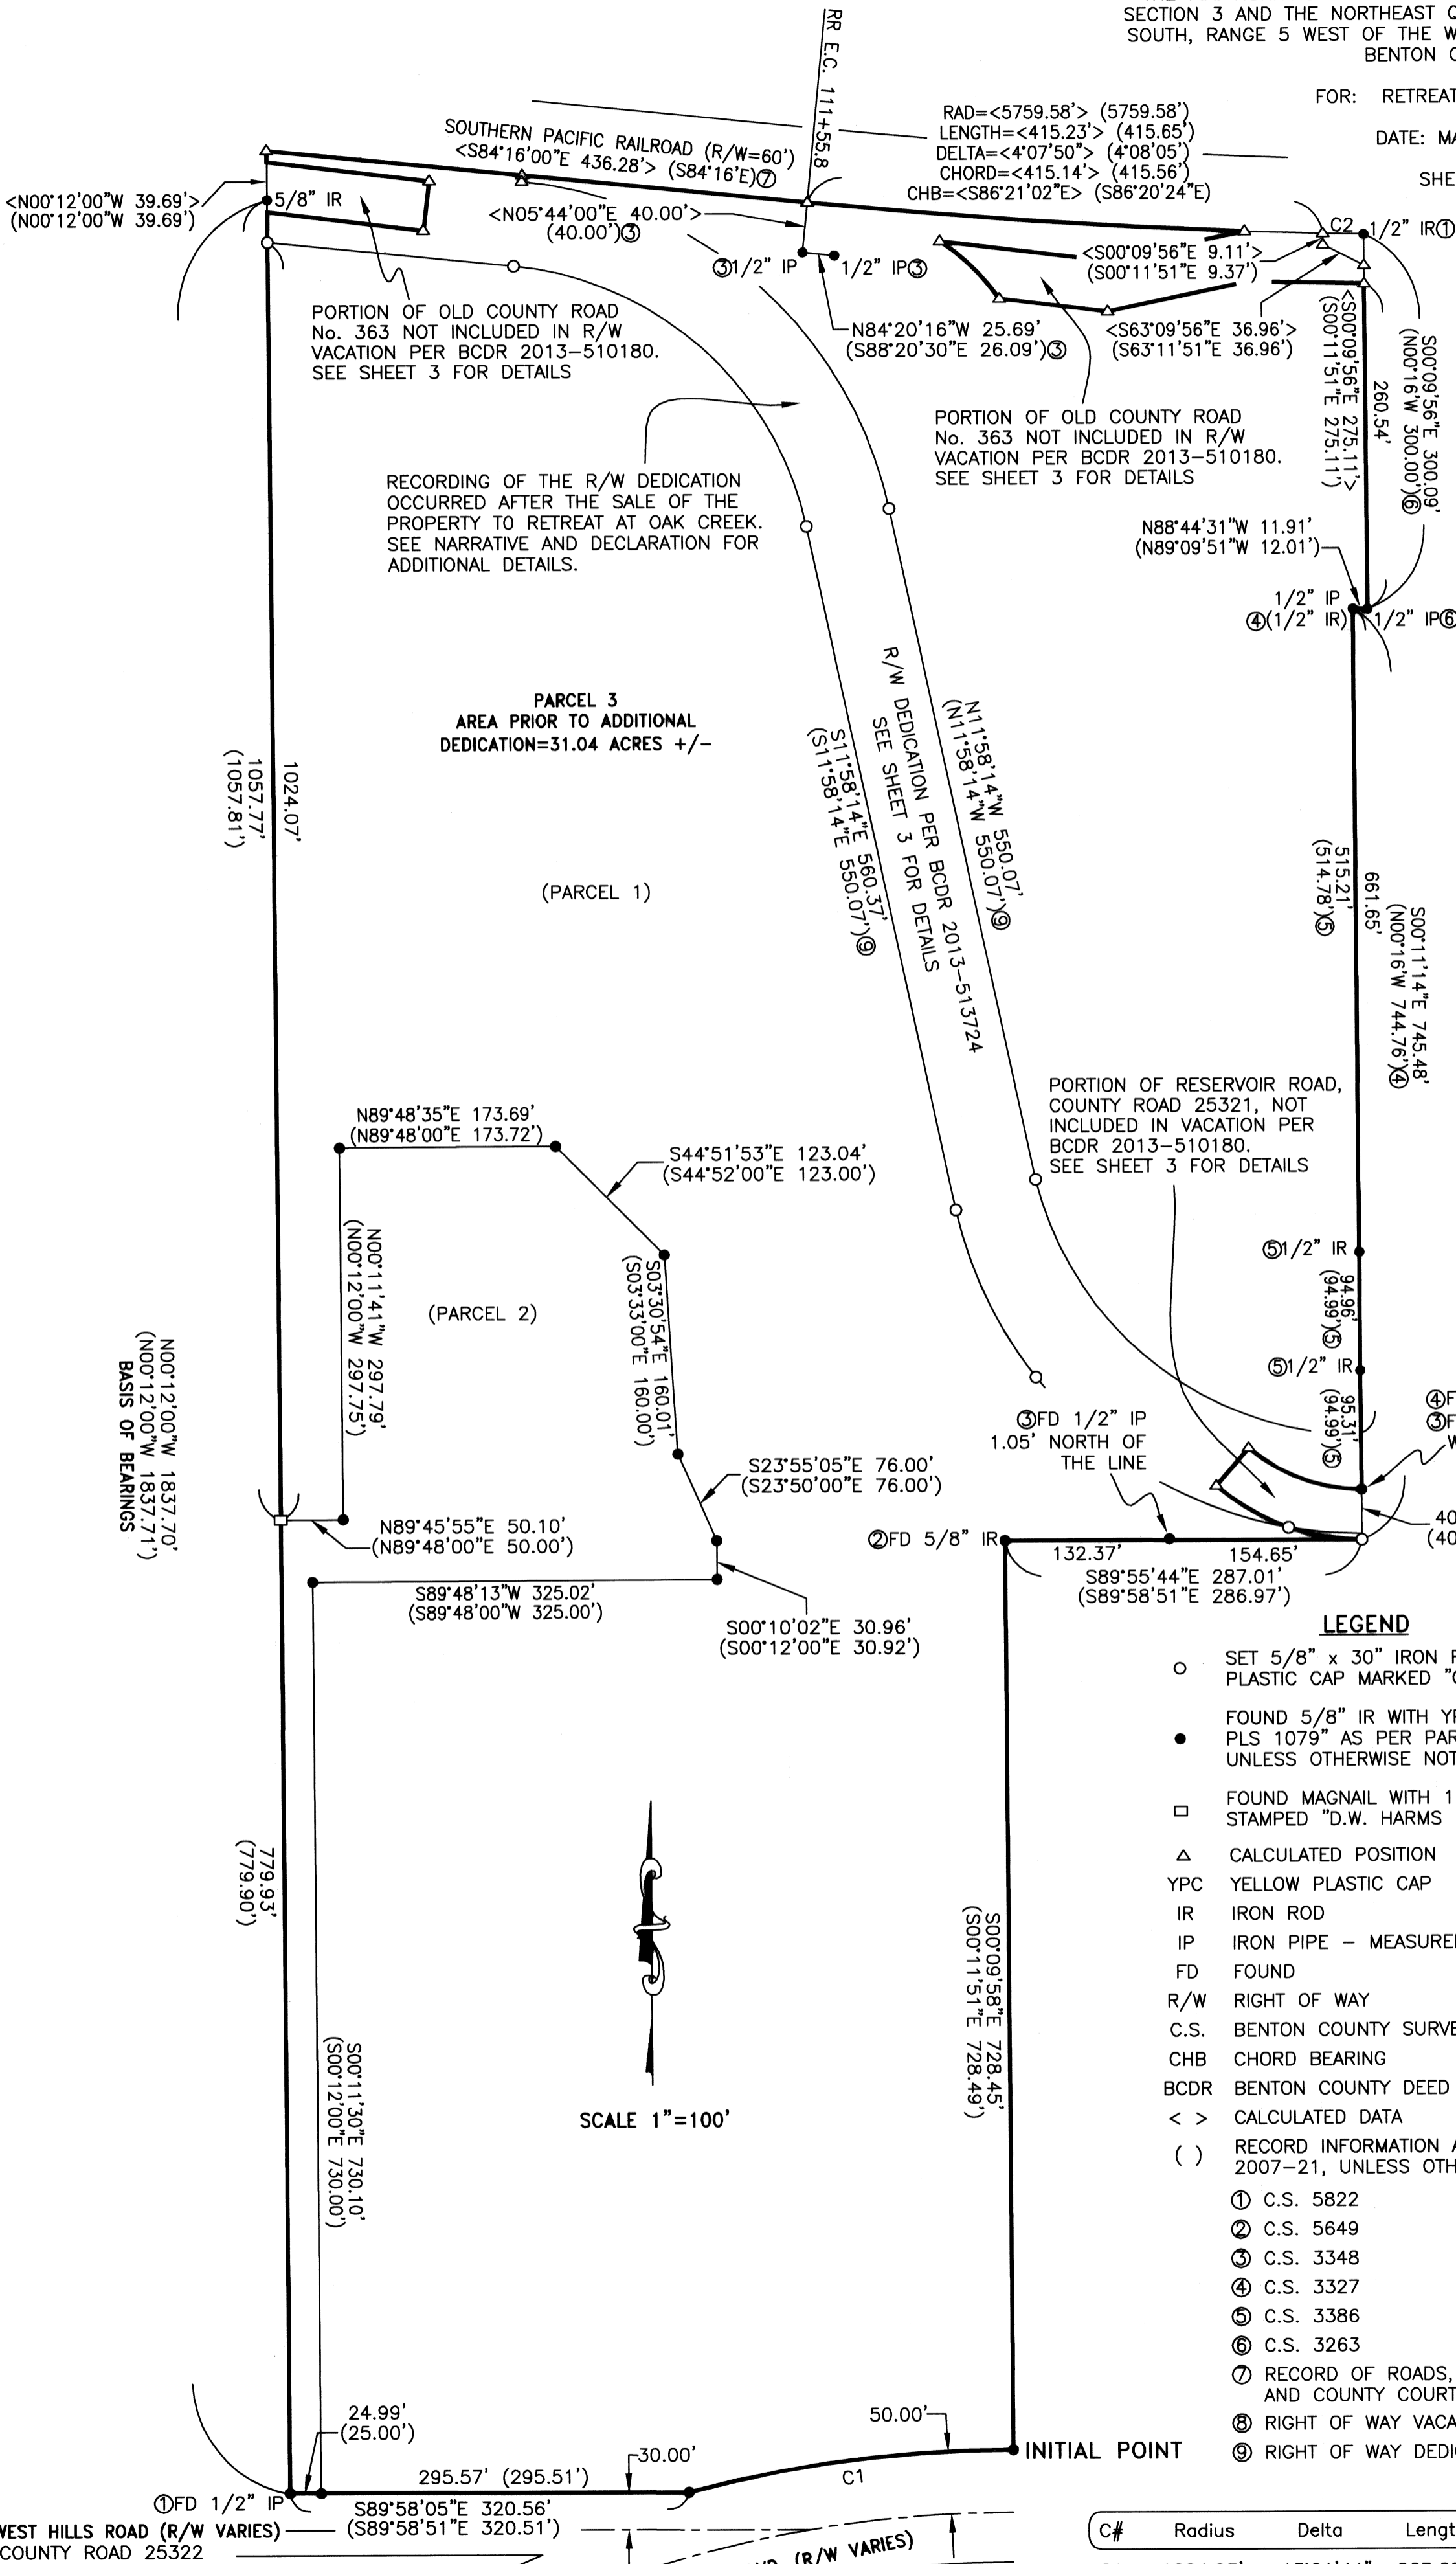 SECTION 3 AND THE NORTHEAST
SOUTH, RANGE 5 WEST OF THE
BENTON
FOR: RETREAT
DATE:
RR E.C. 111+55.8
SOUTHERN PACIFIC RAILROAD (R/W=60')
<S84°16'00"E 436.28'> (S84°16'E)⑦
RAD=<5759.58'> (5759.58')
LENGTH=<415.23'> (415.65')
DELTA=<4°07'50"> (4°08'05")
CHORD=<415.14'> (415.56')
CHB=<S86°21'02"E> (S86°20'24"E)
<N00°12'00"W 39.69'>
(N00°12'00"W 39.69')
5/8" IR
<N05°44'00"E 40.00'>
(40.00')③
③1/2" IP
1/2" IP③
N84°20'16"W 25.69'
(S88°20'30"E 26.09')③
<S00°09'56"E 9.11'>
(S00°11'51"E 9.37')
C2
1/2" IR①
<S63°09'56"E 36.96'>
(S63°11'51"E 36.96')
<S00°09'56"E 275.11'>
(S00°11'51"E 275.11')
260.54'
S00°09'56"E 300.09'
(N00°16'W 300.00')⑥
PORTION OF OLD COUNTY ROAD
No. 363 NOT INCLUDED IN R/W
VACATION PER BCDR 2013-510180.
SEE SHEET 3 FOR DETAILS
PORTION OF OLD COUNTY ROAD
No. 363 NOT INCLUDED IN R/W
VACATION PER BCDR 2013-510180.
SEE SHEET 3 FOR DETAILS
RECORDING OF THE R/W DEDICATION
OCCURRED AFTER THE SALE OF THE
PROPERTY TO RETREAT AT OAK CREEK.
SEE NARRATIVE AND DECLARATION FOR
ADDITIONAL DETAILS.
N88°44'31"W 11.91'
(N89°09'51"W 12.01')
1/2" IP
④(1/2" IR)
1/2" IP⑥
PARCEL 3
AREA PRIOR TO ADDITIONAL
DEDICATION=31.04 ACRES +/-
1024.07'
1057.77'
(1057.81')
(PARCEL 1)
S11°58'14"E 560.37'
(S11°58'14"E 550.07')⑨
R/W DEDICATION PER BCDR 2013-513724
SEE SHEET 3 FOR DETAILS
N11°58'14"W 550.07'
(N11°58'14"W 550.07')⑨
515.21'
(514.78')⑤
661.65'
S00°11'14"E 745.48'
(N00°16'W 744.76')④
PORTION OF RESERVOIR ROAD,
COUNTY ROAD 25321, NOT
INCLUDED IN VACATION PER
BCDR 2013-510180.
SEE SHEET 3 FOR DETAILS
N89°48'35"E 173.69'
(N89°48'00"E 173.72')
S44°51'53"E 123.04'
(S44°52'00"E 123.00')
N00°11'41"W 297.79'
(N00°12'00"W 297.75')
(PARCEL 2)
S03°30'54"E 160.01'
(S03°33'00"E 160.00')
⑤1/2" IR
94.96'
(94.99')⑤
⑤1/2" IR
95.31'
(94.99')⑤
④
③
N00°12'00"W 1837.70'
(N00°12'00"W 1837.71')
BASIS OF BEARINGS
③FD 1/2" IP
1.05' NORTH OF
THE LINE
S23°55'05"E 76.00'
(S23°50'00"E 76.00')
N89°45'55"E 50.10'
(N89°48'00"E 50.00')
②FD 5/8" IR
132.37' 154.65'
S89°55'44"E 287.01'
(S89°58'51"E 286.97')
S89°48'13"W 325.02'
(S89°48'00"W 325.00')
S00°10'02"E 30.96'
(S00°12'00"E 30.92')
LEGEND
SET 5/8" x 30" IRON
PLASTIC CAP MARKED
FOUND 5/8" IR WITH
PLS 1079" AS PER
UNLESS OTHERWISE
FOUND MAGNAIL WITH
STAMPED "D.W. HARMS
CALCULATED POSITION
YPC YELLOW PLASTIC CAP
IR IRON ROD
IP IRON PIPE –
FD FOUND
R/W RIGHT OF WAY
C.S. BENTON COUNTY
CHB CHORD BEARING
BCDR BENTON COUNTY DEED
< > CALCULATED DATA
( ) RECORD INFORMATION
2007-21, UNLESS
① C.S. 5822
② C.S. 5649
③ C.S. 3348
④ C.S. 3327
⑤ C.S. 3386
⑥ C.S. 3263
⑦ RECORD OF ROADS,
AND COUNTY
⑧ RIGHT OF WAY
⑨ RIGHT OF WAY
779.93'
(779.90')
S00°11'30"E 730.10'
(S00°12'00"E 730.00')
S00°09'58"E 728.45'
(S00°11'51"E 728.49')
SCALE 1"=100'
24.99'
(25.00')
50.00'
INITIAL POINT
30.00'
295.57' (295.51')
C1
①FD 1/2" IP
S89°58'05"E 320.56'
(S89°58'51"E 320.51')
WEST HILLS ROAD (R/W VARIES)
COUNTY ROAD 25322
(R/W VARIES)
C# Radius Delta